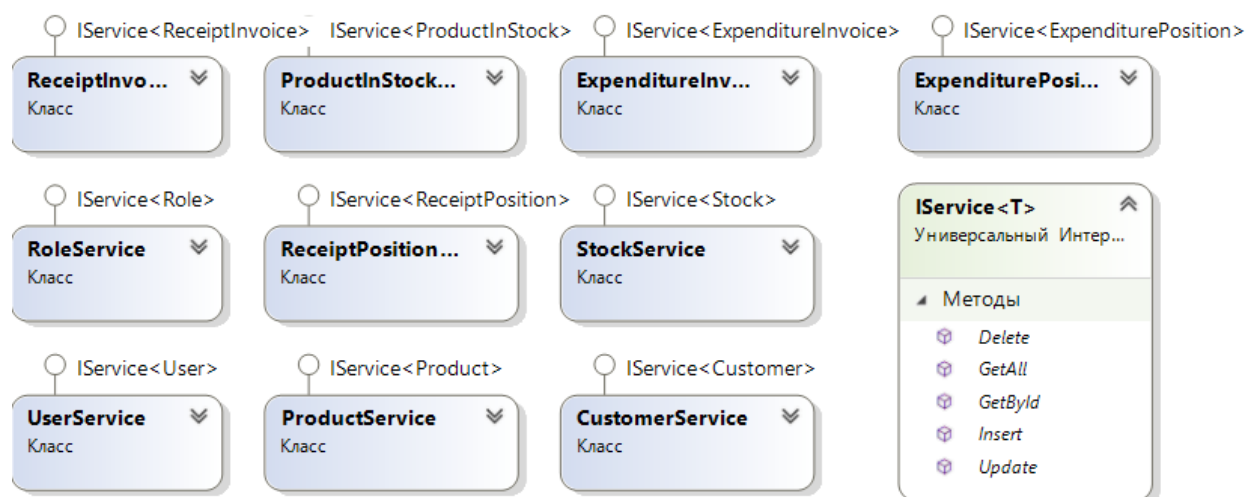 IService<ReceiptInvoice>
IService<ProductInStock>
IService<ExpenditureInvoice>
IService<ExpenditurePosition>
ReceiptInvo...
Класс
ProductInStock...
Класс
ExpenditureInv...
Класс
ExpenditurePosi...
Класс
IService<Role>
IService<ReceiptPosition>
IService<Stock>
RoleService
Класс
ReceiptPosition...
Класс
StockService
Класс
IService<T>
Универсальный Интер...
Методы
Delete
GetAll
GetById
Insert
Update
IService<User>
IService<Product>
IService<Customer>
UserService
Класс
ProductService
Класс
CustomerService
Класс